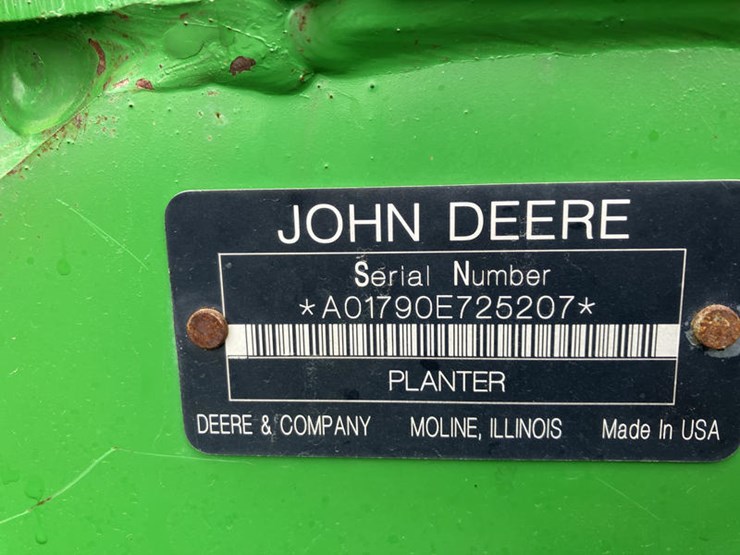 JOHN DEERE
Serial Number
*A01790E725207*
PLANTER
DEERE & COMPANY MOLINE, ILLINOIS Made In USA